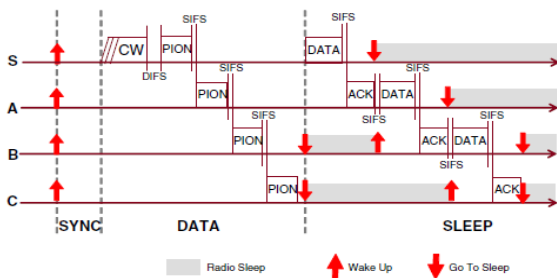 SIFS SIFS
S CW PION DATA
DIFS SIFS SIFS
A PION ACK DATA
SIFS SIFS SIFS
B PION ACK DATA
SIFS
C PION ACK
SYNC DATA SLEEP
Radio Sleep Wake Up Go To Sleep